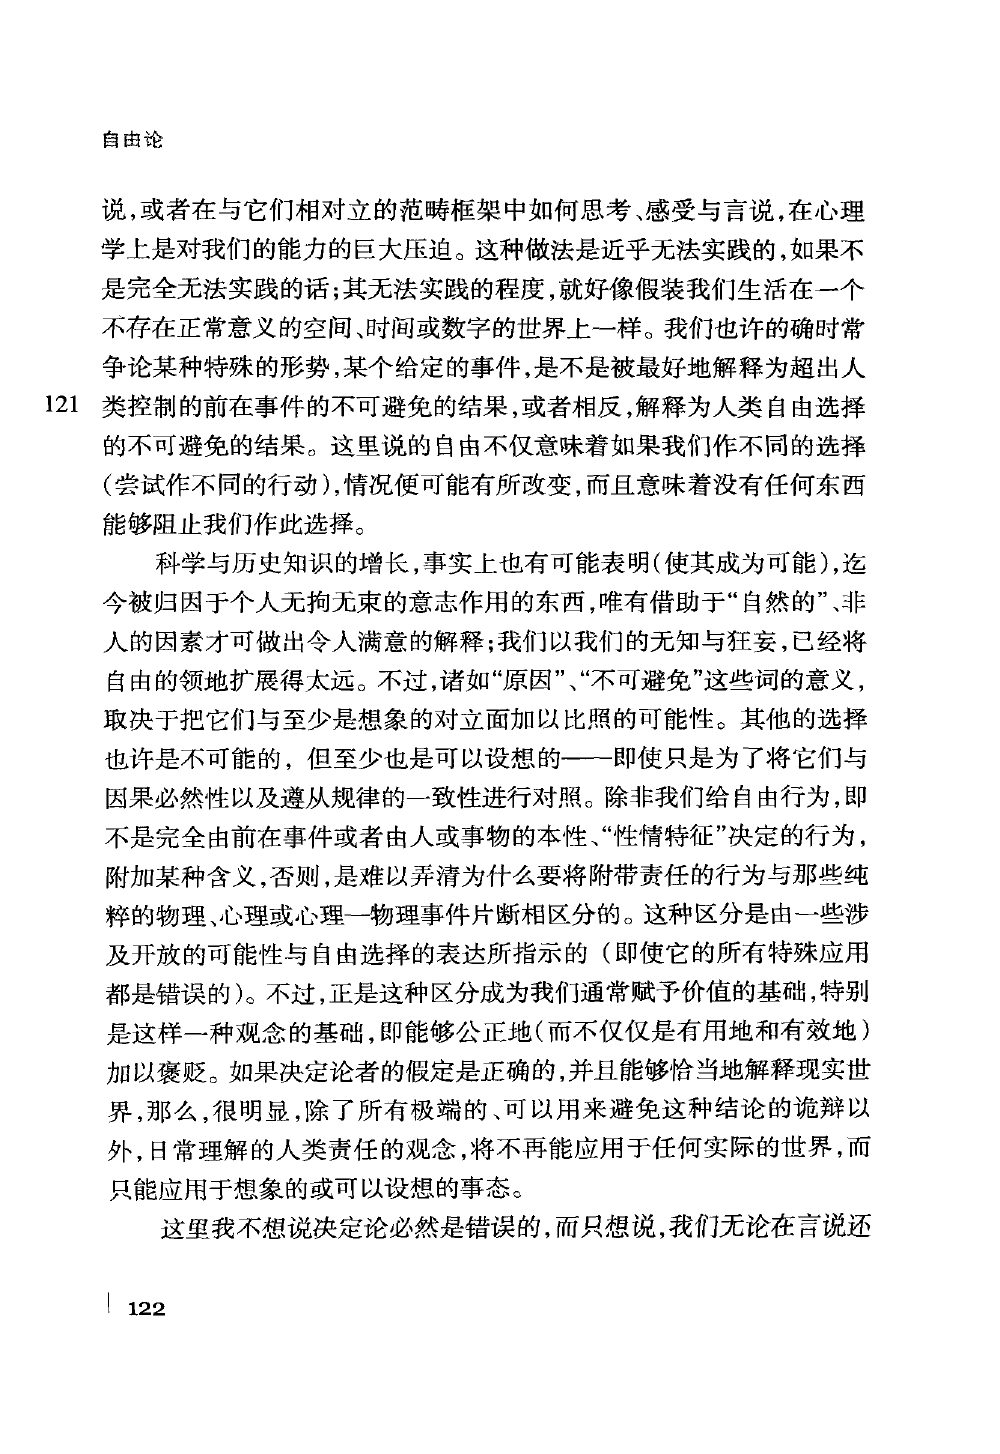 自由论
说,或者在与它们相对立的范畴框架中如何思考、感受与言说,在心理
学上是对我们的能力的巨大压迫。这种做法是近乎无法实践的,如果不
是完全无法实践的话;其无法实践的程度,就好像假装我们生活在一个
不存在正常意义的空间、时间或数字的世界上一样。我们也许的确时常
争论某种特殊的形势,某个给定的事件,是不是被最好地解释为超出人
121 类控制的前在事件的不可避免的结果,或者相反,解释为人类自由选择
的不可避免的结果。这里说的自由不仅意味着如果我们作不同的选择
(尝试作不同的行动),情况便可能有所改变,而且意味着没有任何东西
能够阻止我们作此选择。
科学与历史知识的增长,事实上也有可能表明(使其成为可能),迄
今被归因于个人无拘无束的意志作用的东西,唯有借助于“自然的”、非
人的因素才可做出令人满意的解释;我们以我们的无知与狂妄,已经将
自由的领地扩展得太远。不过,诸如“原因”、“不可避免”这些词的意义,
取决于把它们与至少是想象的对立面加以比照的可能性。其他的选择
也许是不可能的,但至少也是可以设想的——即使只是为了将它们与
因果必然性以及遵从规律的一致性进行对照。除非我们给自由行为,即
不是完全由前在事件或者由人或事物的本性、“性情特征”决定的行为,
附加某种含义,否则,是难以弄清为什么要将附带责任的行为与那些纯
粹的物理、心理或心理—物理事件片断相区分的。这种区分是由一些涉
及开放的可能性与自由选择的表达所指示的(即使它的所有特殊应用
都是错误的)。不过,正是这种区分成为我们通常赋予价值的基础,特别
是这样一种观念的基础,即能够公正地(而不仅仅是有用地和有效地)
加以褒贬。如果决定论者的假定是正确的,并且能够恰当地解释现实世
界,那么,很明显,除了所有极端的、可以用来避免这种结论的诡辩以
外,日常理解的人类责任的观念,将不再能应用于任何实际的世界,而
只能应用于想象的或可以设想的事态。
这里我不想说决定论必然是错误的,而只想说,我们无论在言说还
122